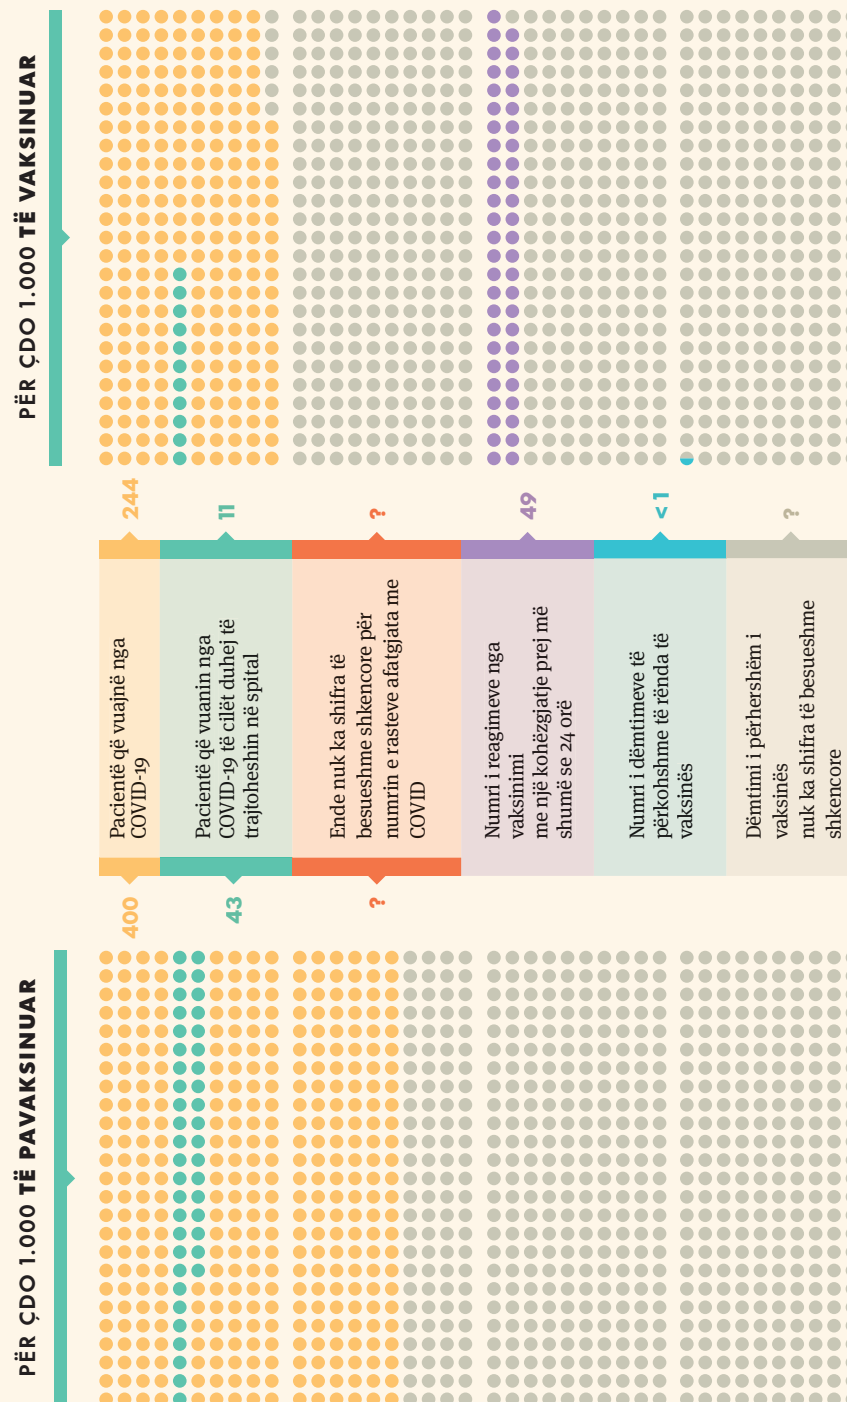 PËR ÇDO 1.000 TË PAVAKSINUAR
PËR ÇDO 1.000 TË VAKSINUAR
400
Pacientë që vuajnë nga
COVID-19
244
43
Pacientë që vuanin nga
COVID-19 të cilët duhej të
trajtoheshin në spital
11
?
Ende nuk ka shifra të
besueshme shkencore për
numrin e rasteve afatgjata me
COVID
?
Numri i reagimeve nga
vaksinimi
me një kohëzgjatje prej më
shumë se 24 orë
49
Numri i dëmtimeve të
përkohshme të rënda të
vaksinës
<1
Dëmtimi i përhershëm i
vaksinës
nuk ka shifra të besueshme
shkencore
?